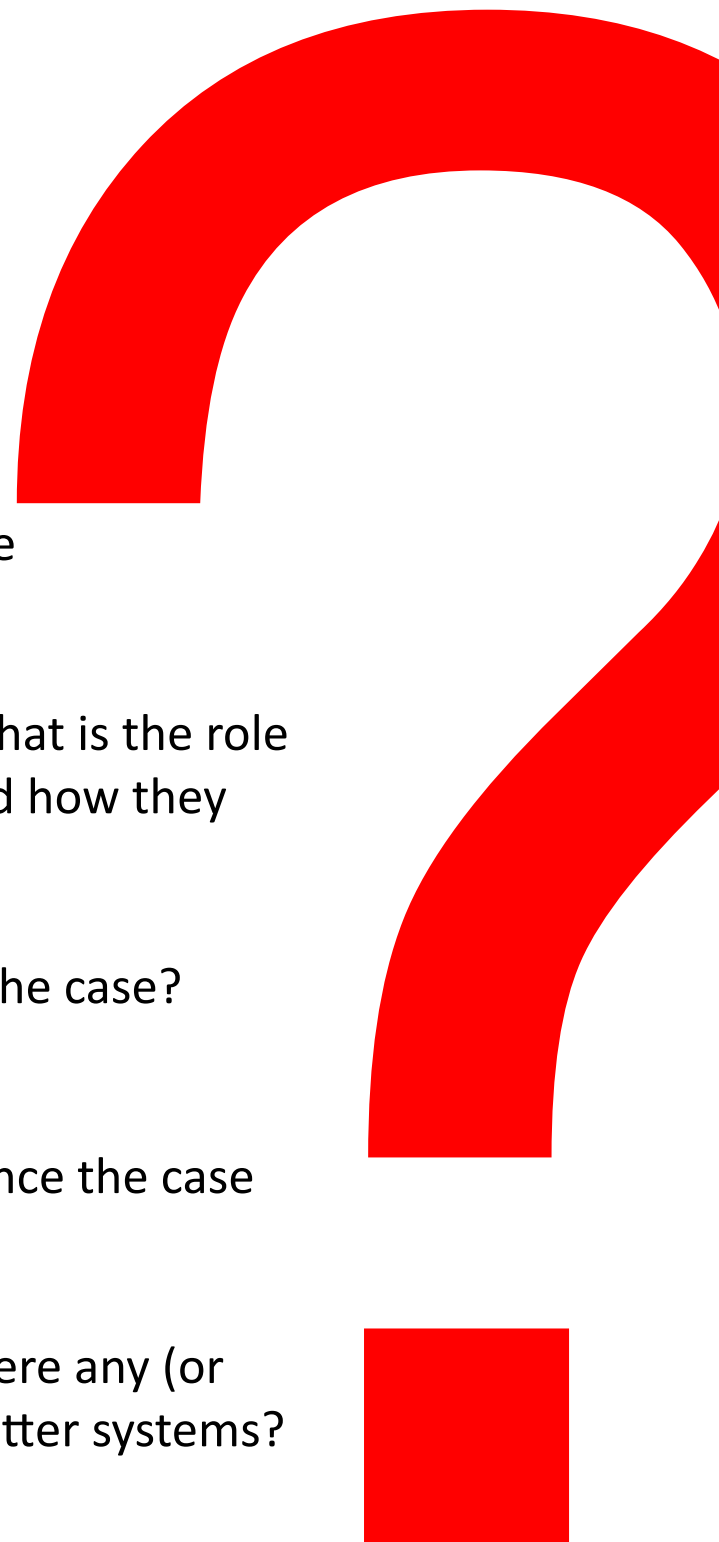 e
hat is the role
d how they
he case?
nce the case
ere any (or
tter systems?
?